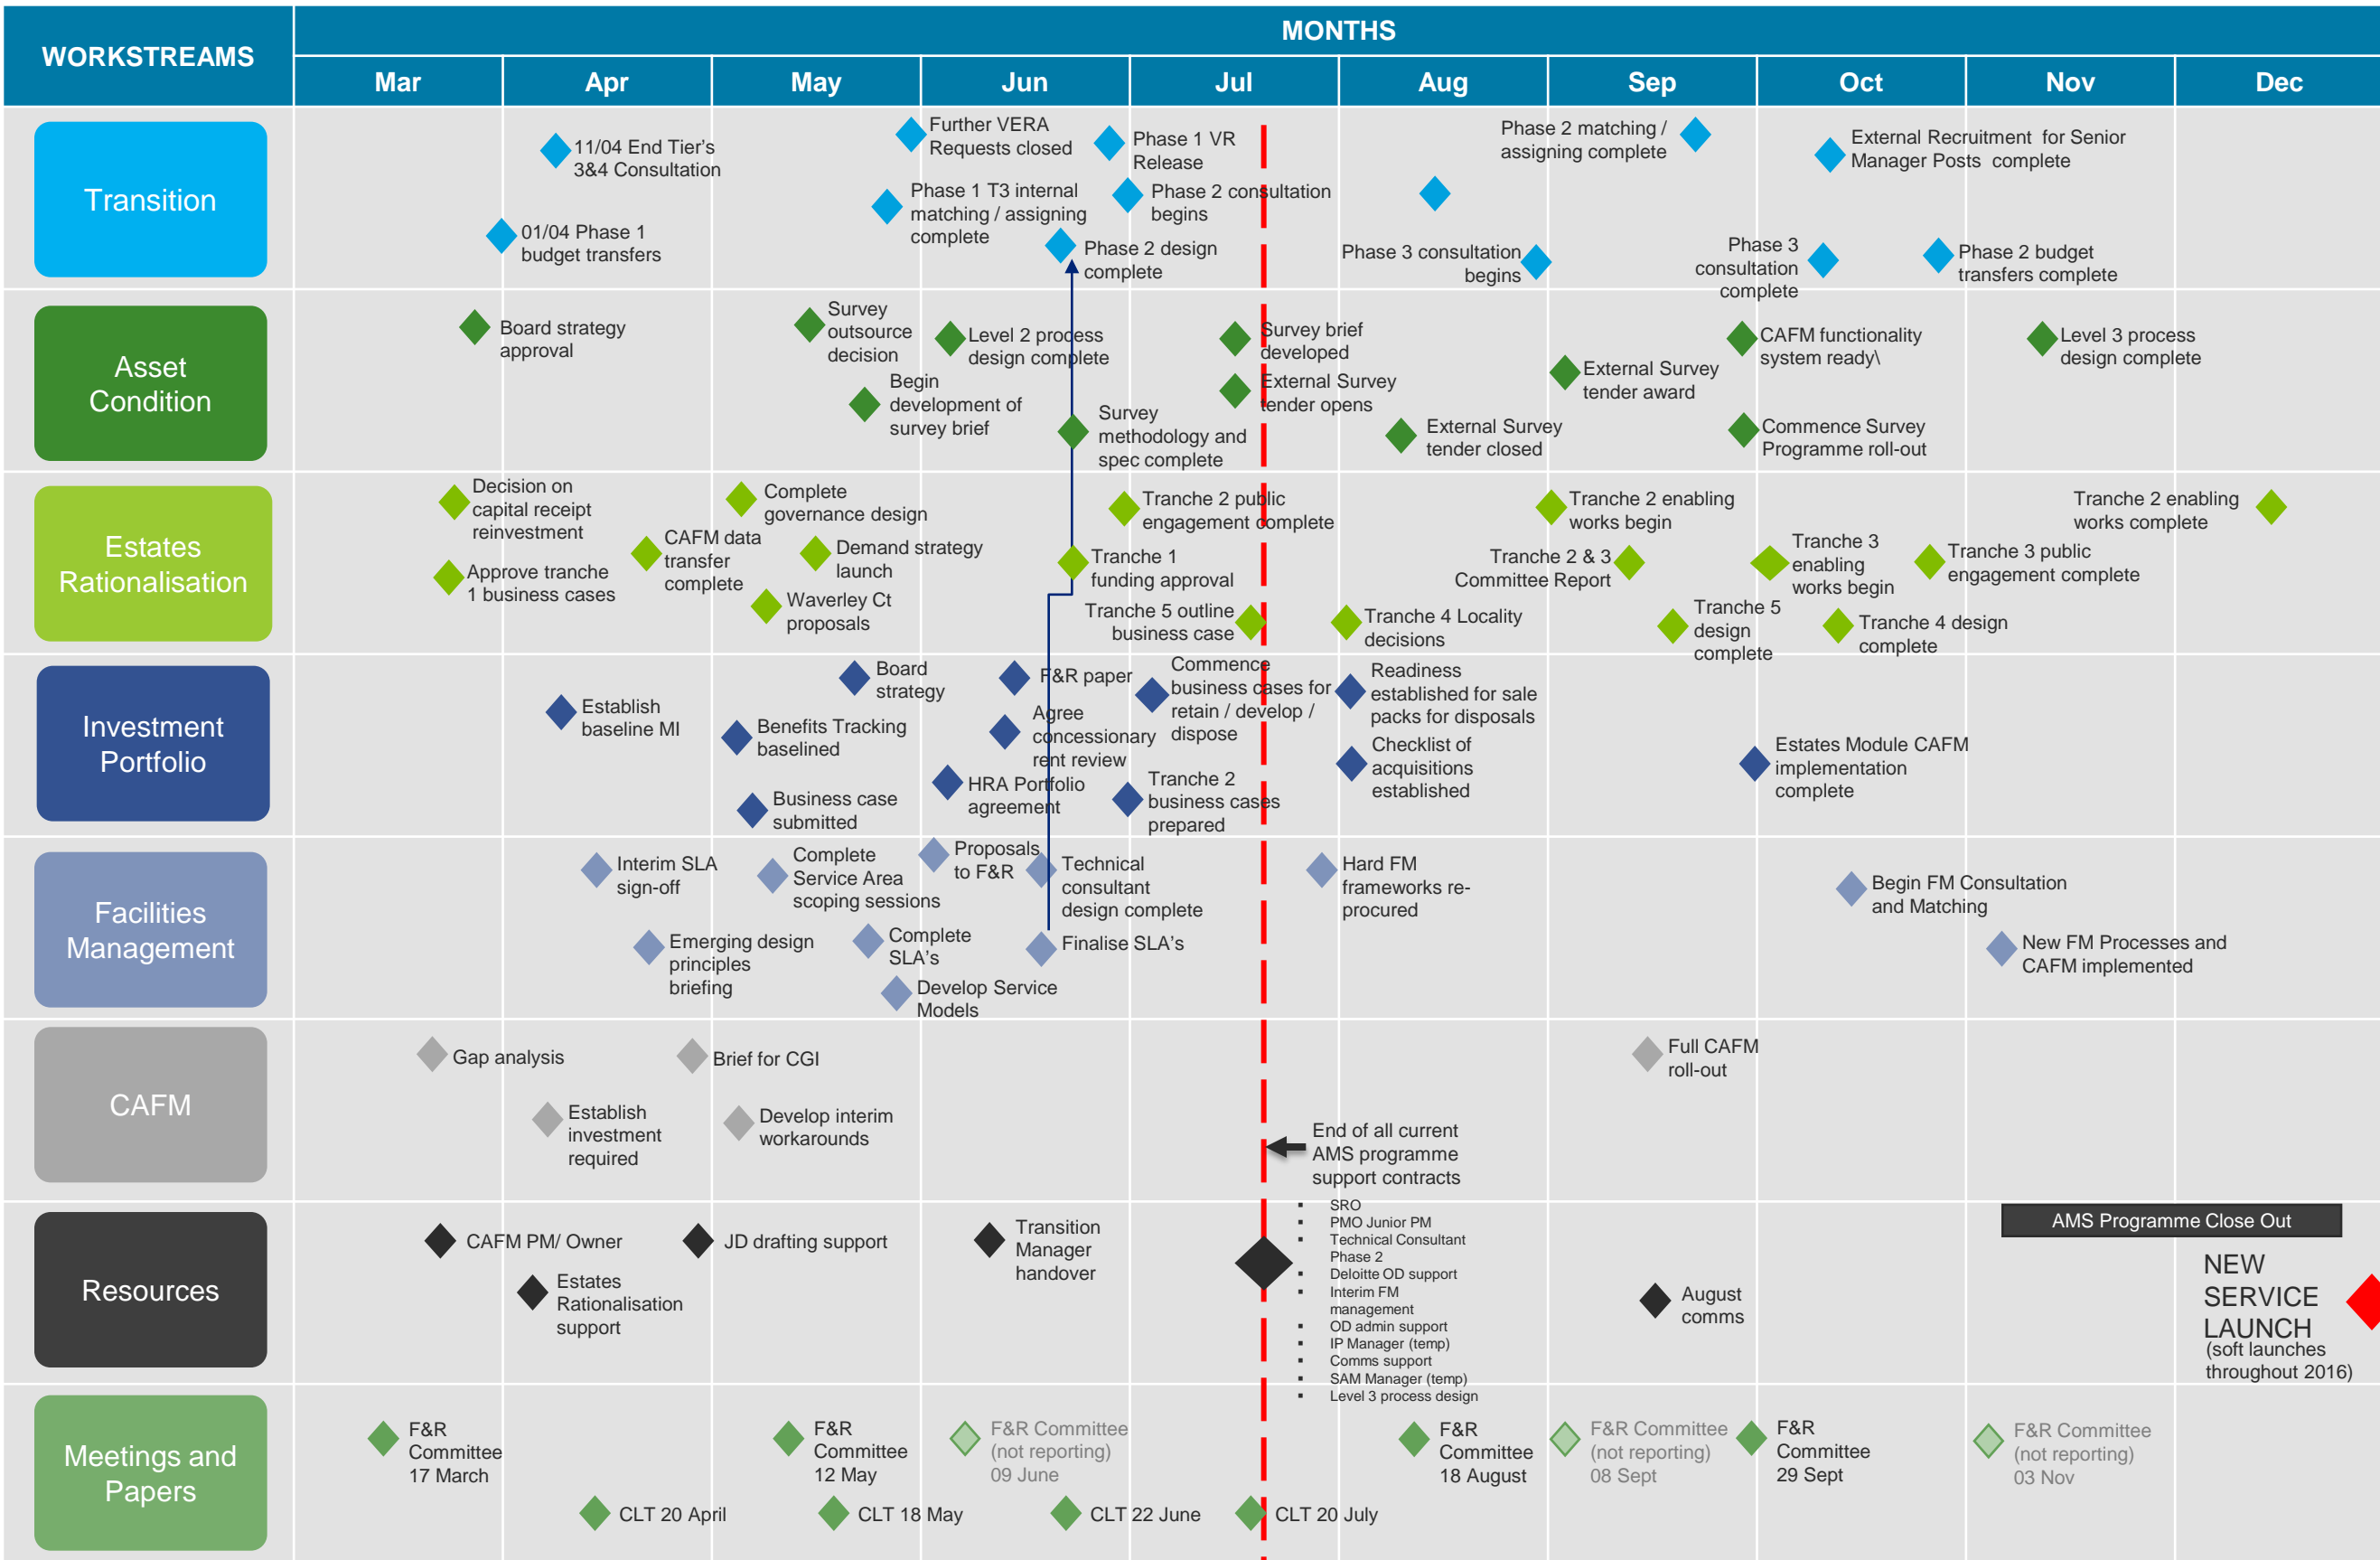 WORKSTREAMS
MONTHS
Mar
Apr
May
Jun
Jul
Aug
Sep
Oct
Nov
Dec
Transition
11/04 End Tier's
3&4 Consultation
01/04 Phase 1
budget transfers
Further VERA
Requests closed
Phase 1 T3 internal
matching / assigning
complete
Phase 1 VR
Release
Phase 2 consultation
begins
Phase 2 design
complete
Phase 2 matching /
assigning complete
Phase 3 consultation
begins
External Recruitment for Senior
Manager Posts complete
Phase 3
consultation
complete
Phase 2 budget
transfers complete
Asset
Condition
Board strategy
approval
Survey
outsource
decision
Begin
development of
survey brief
Level 2 process
design complete
Survey
methodology and
spec complete
Survey brief
developed
External Survey
tender opens
External Survey
tender closed
External Survey
tender award
CAFM functionality
system ready\
Commence Survey
Programme roll-out
Level 3 process
design complete
Estates
Rationalisation
Decision on
capital receipt
reinvestment
Approve tranche
1 business cases
CAFM data
transfer
complete
Complete
governance design
Demand strategy
launch
Waverley Ct
proposals
Tranche 2 public
engagement complete
Tranche 1
funding approval
Tranche 5 outline
business case
Tranche 4 Locality
decisions
Tranche 2 enabling
works begin
Tranche 2 & 3
Committee Report
Tranche 5
design
complete
Tranche 3
enabling
works begin
Tranche 4 design
complete
Tranche 3 public
engagement complete
Tranche 2 enabling
works complete
Investment
Portfolio
Establish
baseline MI
Board
strategy
Benefits Tracking
baselined
Business case
submitted
F&R paper
Agree
concessionary
rent review
HRA Portfolio
agreement
Commence
business cases for
retain / develop /
dispose
Tranche 2
business cases
prepared
Readiness
established for sale
packs for disposals
Checklist of
acquisitions
established
Estates Module CAFM
implementation
complete
Facilities
Management
Interim SLA
sign-off
Emerging design
principles
briefing
Complete
Service Area
scoping sessions
Complete
SLA's
Develop Service
Models
Proposals
to F&R
Technical
consultant
design complete
Finalise SLA's
Hard FM
frameworks re-
procured
Begin FM Consultation
and Matching
New FM Processes and
CAFM implemented
CAFM
Gap analysis
Establish
investment
required
Brief for CGI
Develop interim
workarounds
Full CAFM
roll-out
End of all current
AMS programme
support contracts
▪ SRO
▪ PMO Junior PM
▪ Technical Consultant
Phase 2
▪ Deloitte OD support
▪ Interim FM
management
▪ OD admin support
▪ IP Manager (temp)
▪ Comms support
▪ SAM Manager (temp)
▪ Level 3 process design
Resources
CAFM PM/ Owner
Estates
Rationalisation
support
JD drafting support
Transition
Manager
handover
August
comms
AMS Programme Close Out
NEW
SERVICE
LAUNCH
(soft launches
throughout 2016)
Meetings and
Papers
F&R
Committee
17 March
F&R
Committee
12 May
F&R Committee
(not reporting)
09 June
F&R
Committee
18 August
F&R Committee
(not reporting)
08 Sept
F&R
Committee
29 Sept
F&R Committee
(not reporting)
03 Nov
CLT 20 April
CLT 18 May
CLT 22 June
CLT 20 July